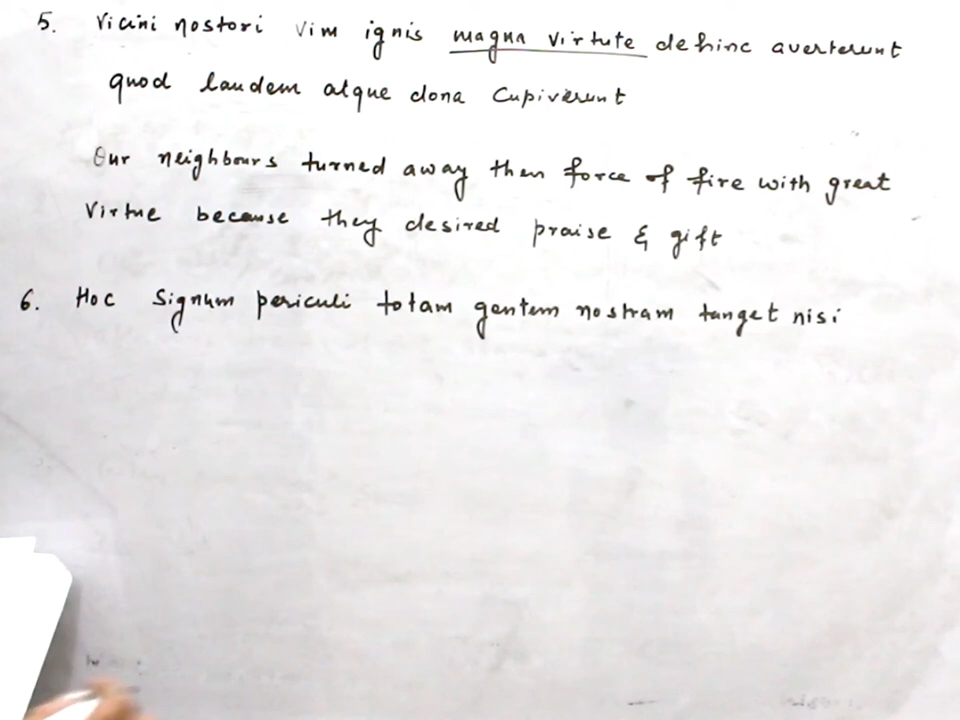 5. Vicini nostori vim ignis magna virtute dehinc averterunt
quod laudem atque dona Cupiverunt
Our neighbours turned away then force of fire with great
Virtue because they desired praise & gift
6. Hoc Signum periculi totam gentem nostram tanget nisi